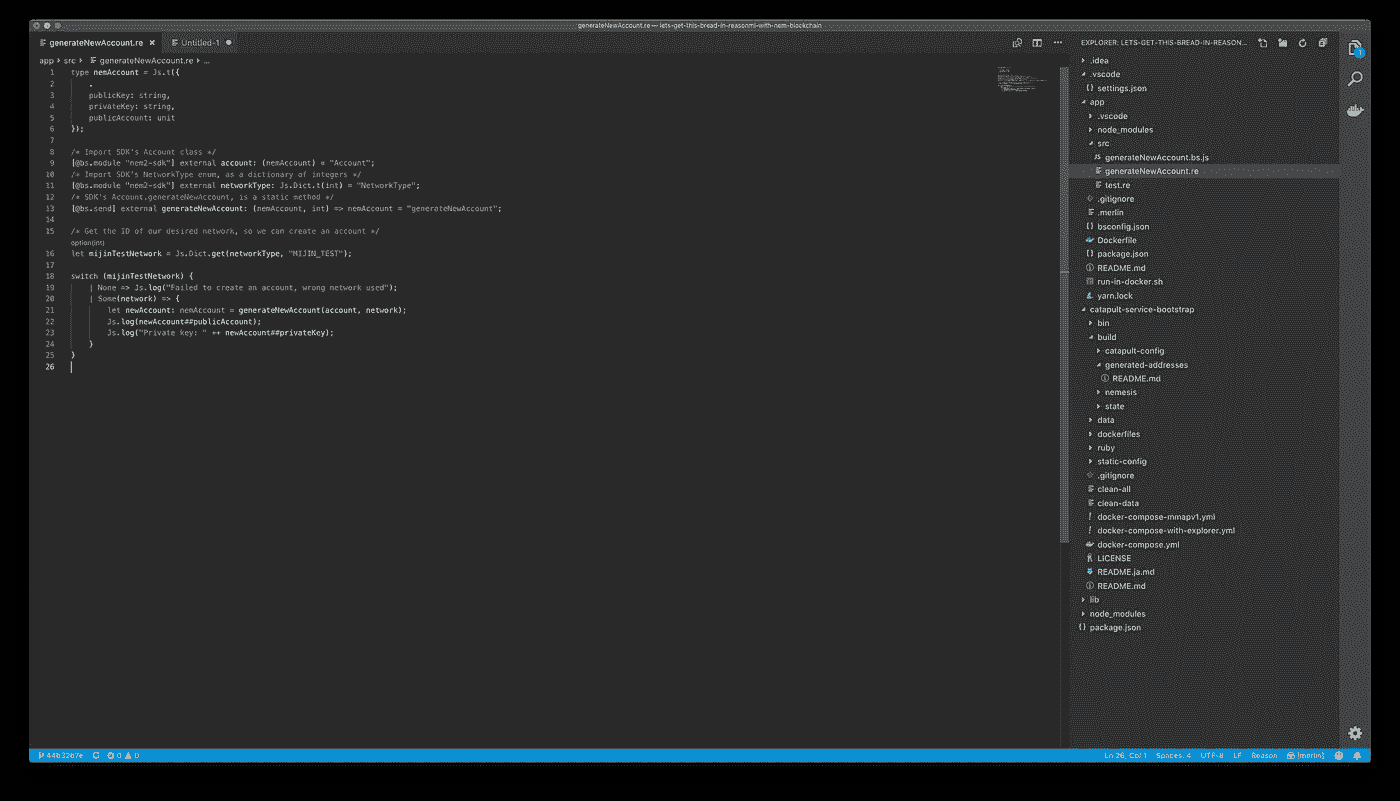 generateNewAccount.re — lets-get-this-bread-in-reasonml-with-nem-blockchain
generateNewAccount.re × Untitled-1
app › src › generateNewAccount.re › ...
1 type nemAccount = Js.t({
2 .
3 publicKey: string,
4 privateKey: string,
5 publicAccount: unit
6 });
7
8 /* Import SDK's Account class */
9 [@bs.module "nem2-sdk"] external account: (nemAccount) = "Account";
10 /* Import SDK's NetworkType enum, as a dictionary of integers */
11 [@bs.module "nem2-sdk"] external networkType: Js.Dict.t(int) = "NetworkType";
12 /* SDK's Account.generateNewAccount, is a static method */
13 [@bs.send] external generateNewAccount: (nemAccount, int) => nemAccount = "generateNewAccount";
14
15 /* Get the ID of our desired network, so we can create an account */
option(int)
16 let mijinTestNetwork = Js.Dict.get(networkType, "MIJIN_TEST");
17
18 switch (mijinTestNetwork) {
19 | None => Js.log("Failed to create an account, wrong network used");
20 | Some(network) => {
21 let newAccount: nemAccount = generateNewAccount(account, network);
22 Js.log(newAccount##publicAccount);
23 Js.log("Private key: " ++ newAccount##privateKey);
24 }
25 }
26
EXPLORER: LETS-GET-THIS-BREAD-IN-REASON...
.idea
.vscode
{} settings.json
app
.vscode
node_modules
src
JS generateNewAccount.bs.js
generateNewAccount.re
test.re
.gitignore
.merlin
{} bsconfig.json
Dockerfile
{} package.json
README.md
run-in-docker.sh
yarn.lock
catapult-service-bootstrap
bin
build
catapult-config
generated-addresses
README.md
nemesis
state
data
dockerfiles
ruby
static-config
.gitignore
clean-all
clean-data
! docker-compose-mmapv1.yml
! docker-compose-with-explorer.yml
docker-compose.yml
LICENSE
README.ja.md
README.md
lib
node_modules
{} package.json
1
44b32b7e 0 0 Ln 26, Col 1 Spaces: 4 UTF-8 LF Reason [merlin]